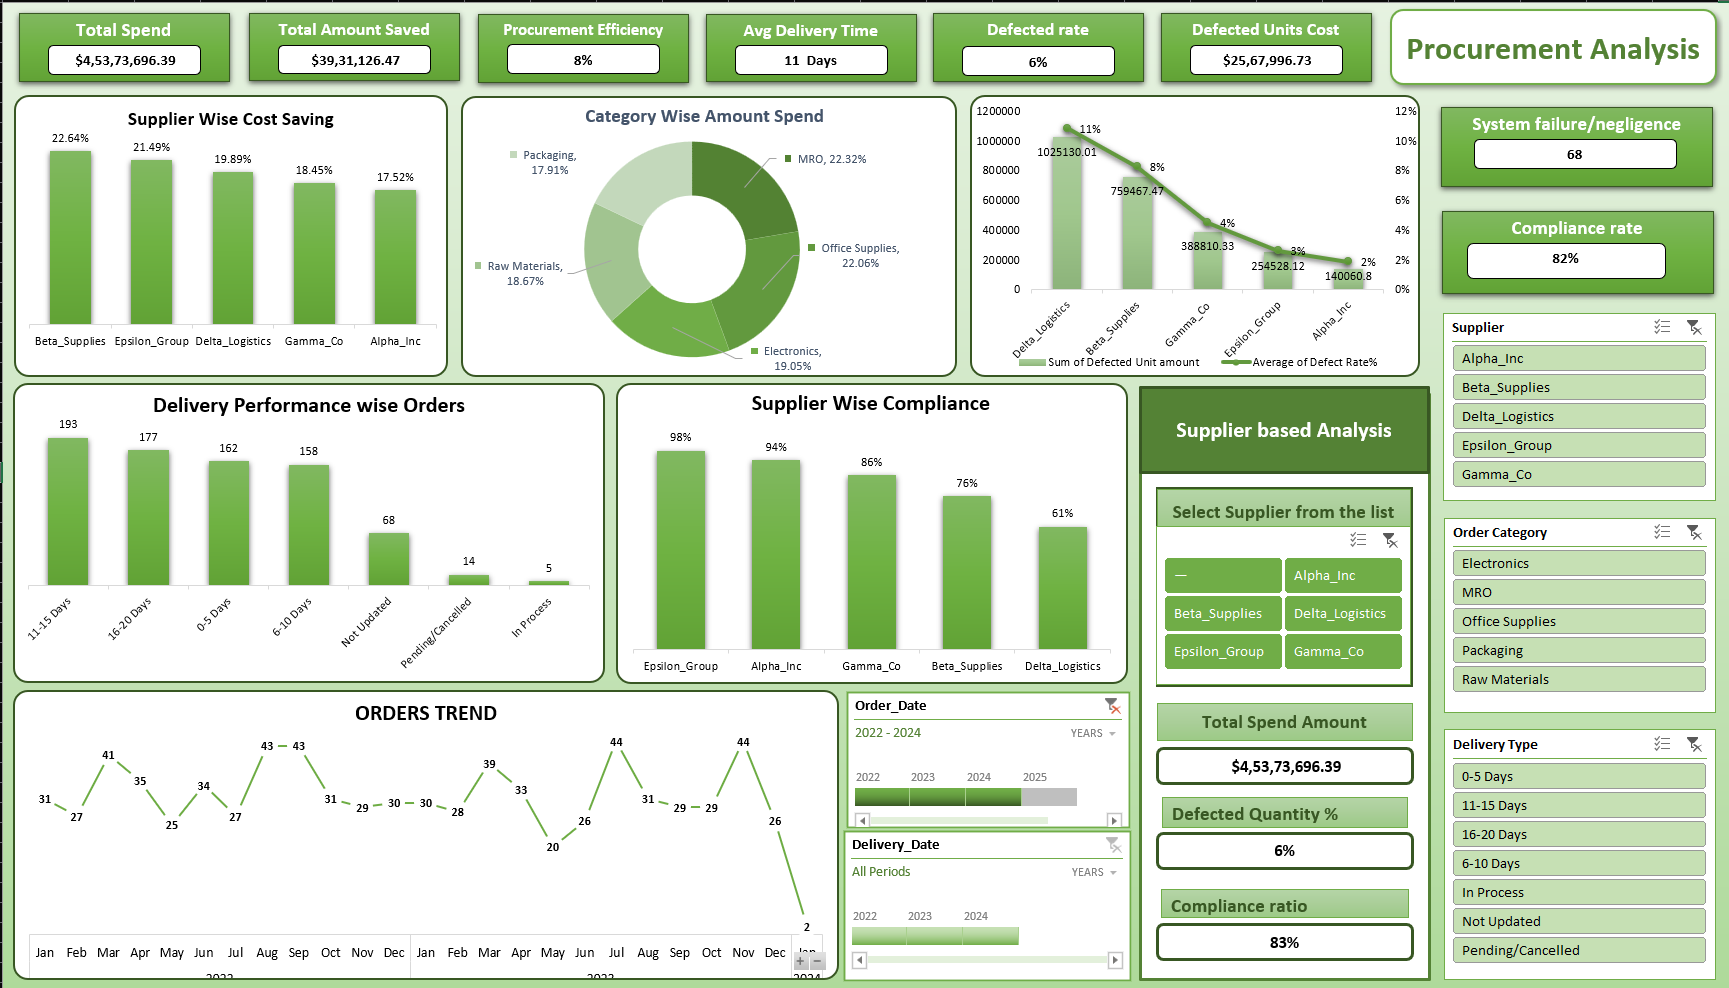 Total Spend
$4,53,73,696.39
Total Amount Saved
$39,31,126.47
Procurement Efficiency
8%
Avg Delivery Time
11 Days
Defected rate
6%
Defected Units Cost
$25,67,996.73
Procurement Analysis
Supplier Wise Cost Saving
22.64%
21.49%
19.89%
18.45%
17.52%
Beta_Supplies Epsilon_Group Delta_Logistics Gamma_Co Alpha_Inc
Category Wise Amount Spend
Packaging,
17.91%
MRO, 22.32%
Office Supplies,
22.06%
Raw Materials,
18.67%
Electronics,
19.05%
1200000
1000000
800000
600000
400000
200000
0
12%
10%
8%
6%
4%
2%
0%
11%
1025130.01
8%
759467.47
4%
388810.33
3%
254528.12
2%
140060.8
Delta_Logistics
Beta_Supplies
Gamma_Co
Epsilon_Group
Alpha_Inc
Sum of Defected Unit amount
Average of Defect Rate%
System failure/negligence
68
Compliance rate
82%
Supplier
Alpha_Inc
Beta_Supplies
Delta_Logistics
Epsilon_Group
Gamma_Co
Delivery Performance wise Orders
193
177
162
158
68
14
5
11-15 Days
16-20 Days
0-5 Days
6-10 Days
Not Updated
Pending/Cancelled
In Process
Supplier Wise Compliance
98%
94%
86%
76%
61%
Epsilon_Group Alpha_Inc Gamma_Co Beta_Supplies Delta_Logistics
Supplier based Analysis
Select Supplier from the list
—
Alpha_Inc
Beta_Supplies
Delta_Logistics
Epsilon_Group
Gamma_Co
Total Spend Amount
$4,53,73,696.39
Defected Quantity %
6%
Compliance ratio
83%
Order Category
Electronics
MRO
Office Supplies
Packaging
Raw Materials
Delivery Type
0-5 Days
11-15 Days
16-20 Days
6-10 Days
In Process
Not Updated
Pending/Cancelled
ORDERS TREND
31 27 41 35 25 34 27 43 43 31 29 30 30 28 39 33 20 26 44 31 29 29 44 26 2
Jan Feb Mar Apr May Jun Jul Aug Sep Oct Nov Dec Jan Feb Mar Apr May Jun Jul Aug Sep Oct Nov Dec Jan
2022 2023 2024
Order_Date
2022 - 2024
YEARS
2022 2023 2024 2025
Delivery_Date
All Periods
YEARS
2022 2023 2024